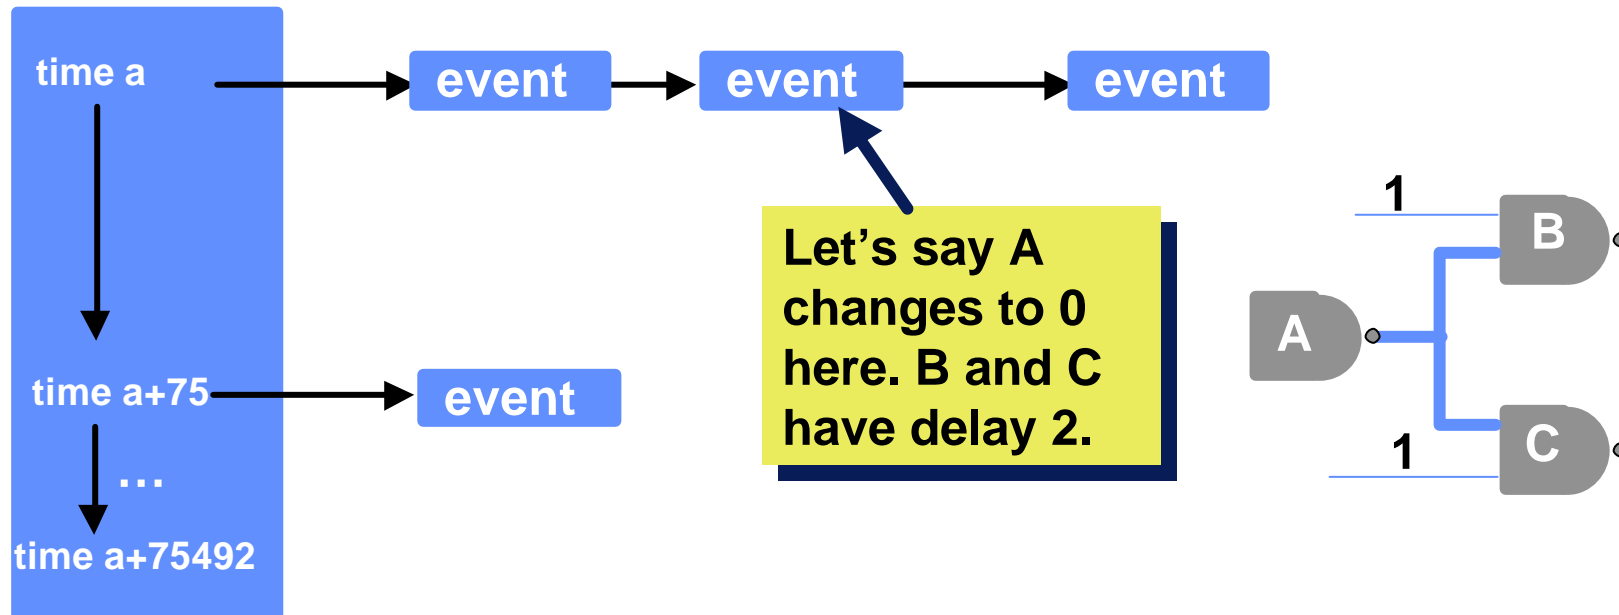 time a
event
event
event
Let’s say A
changes to 0
here. B and C
have delay 2.
1
B
A
1
C
time a+75
event
...
time a+75492